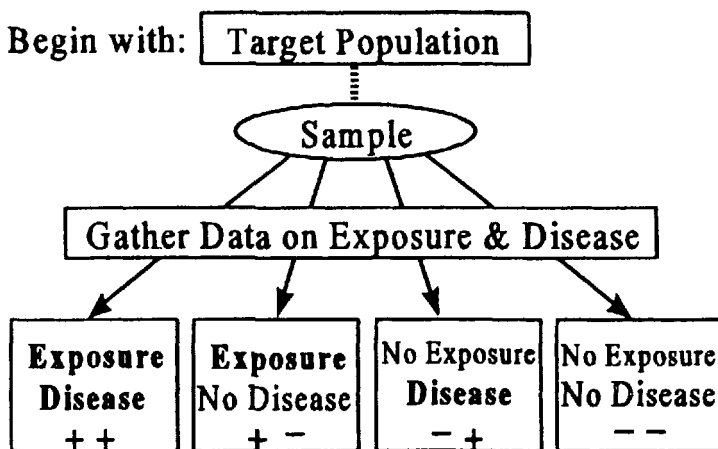 Begin with: Target Population
Sample
Gather Data on Exposure & Disease
Exposure
Disease
+ +
Exposure
No Disease
+ -
No Exposure
Disease
- +
No Exposure
No Disease
- -